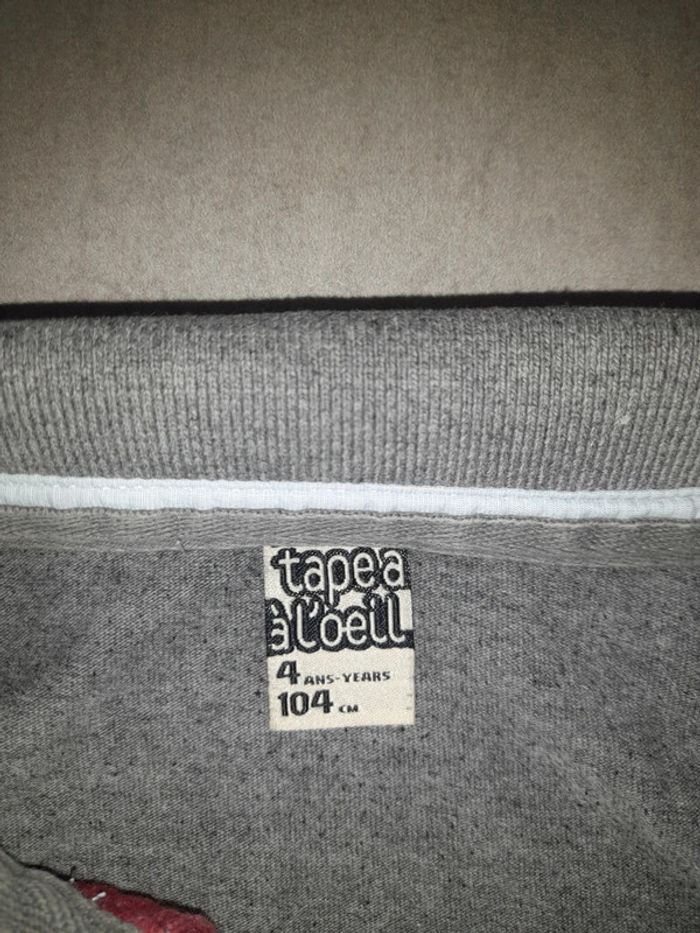 tape a
à l'oeil
4 ANS-YEARS
104 CM